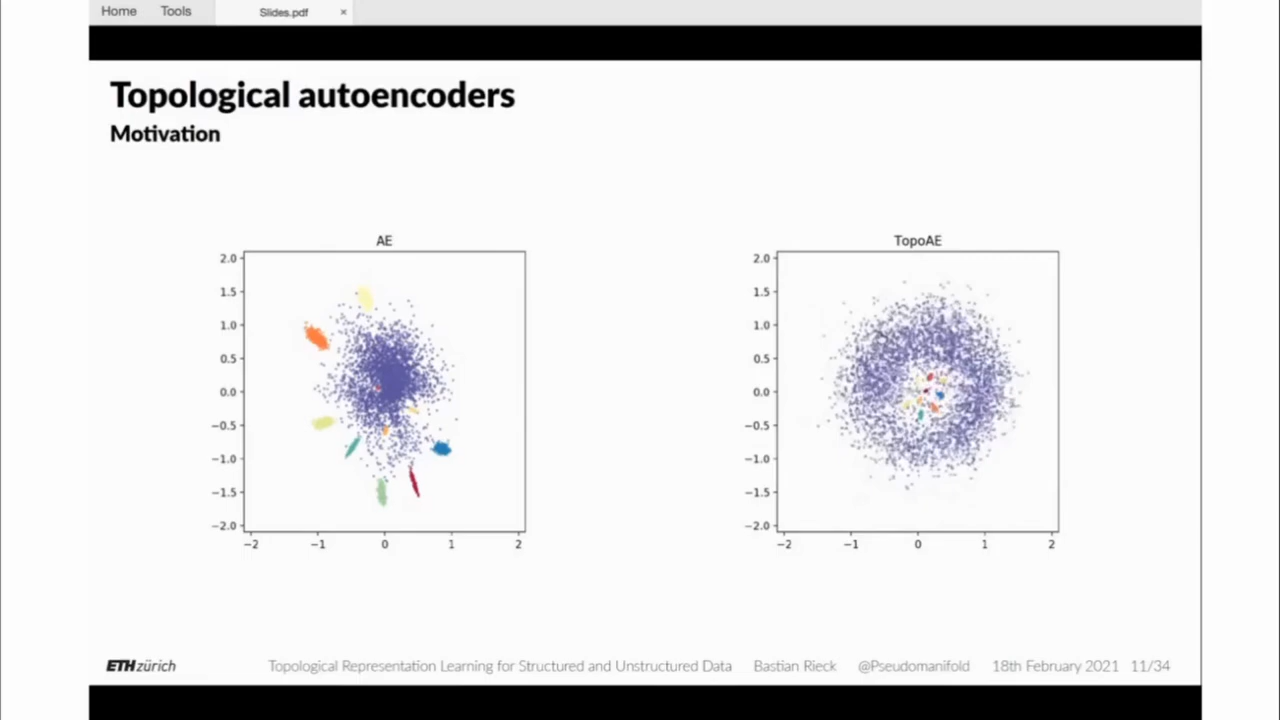 Home Tools Slides.pdf ×
Topological autoencoders
Motivation
AE
2.0
1.5
1.0
0.5
0.0
−0.5
−1.0
−1.5
−2.0
−2 −1 0 1 2
TopoAE
2.0
1.5
1.0
0.5
0.0
−0.5
−1.0
−1.5
−2.0
−2 −1 0 1 2
ETH zürich Topological Representation Learning for Structured and Unstructured Data Bastian Rieck @Pseudomanifold 18th February 2021 11/34